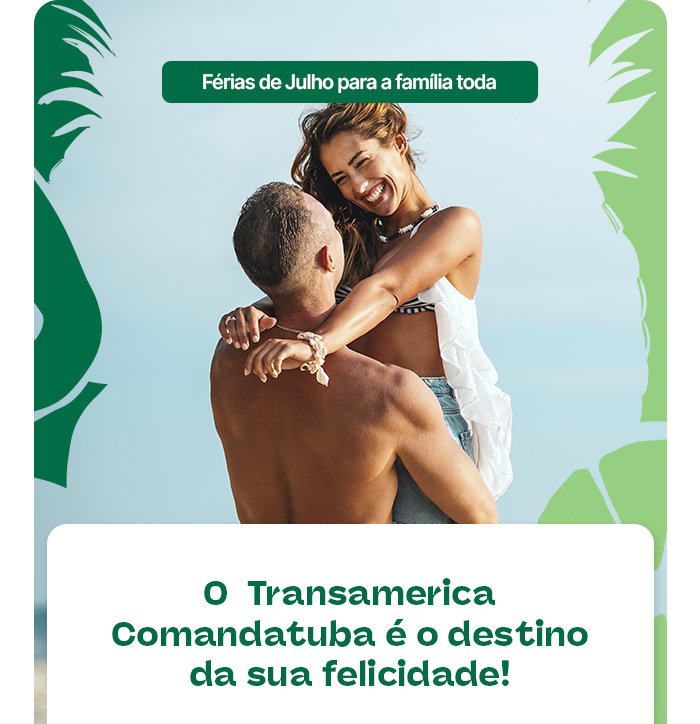 Férias de Julho para a família toda
O Transamerica
Comandatuba é o destino
da sua felicidade!